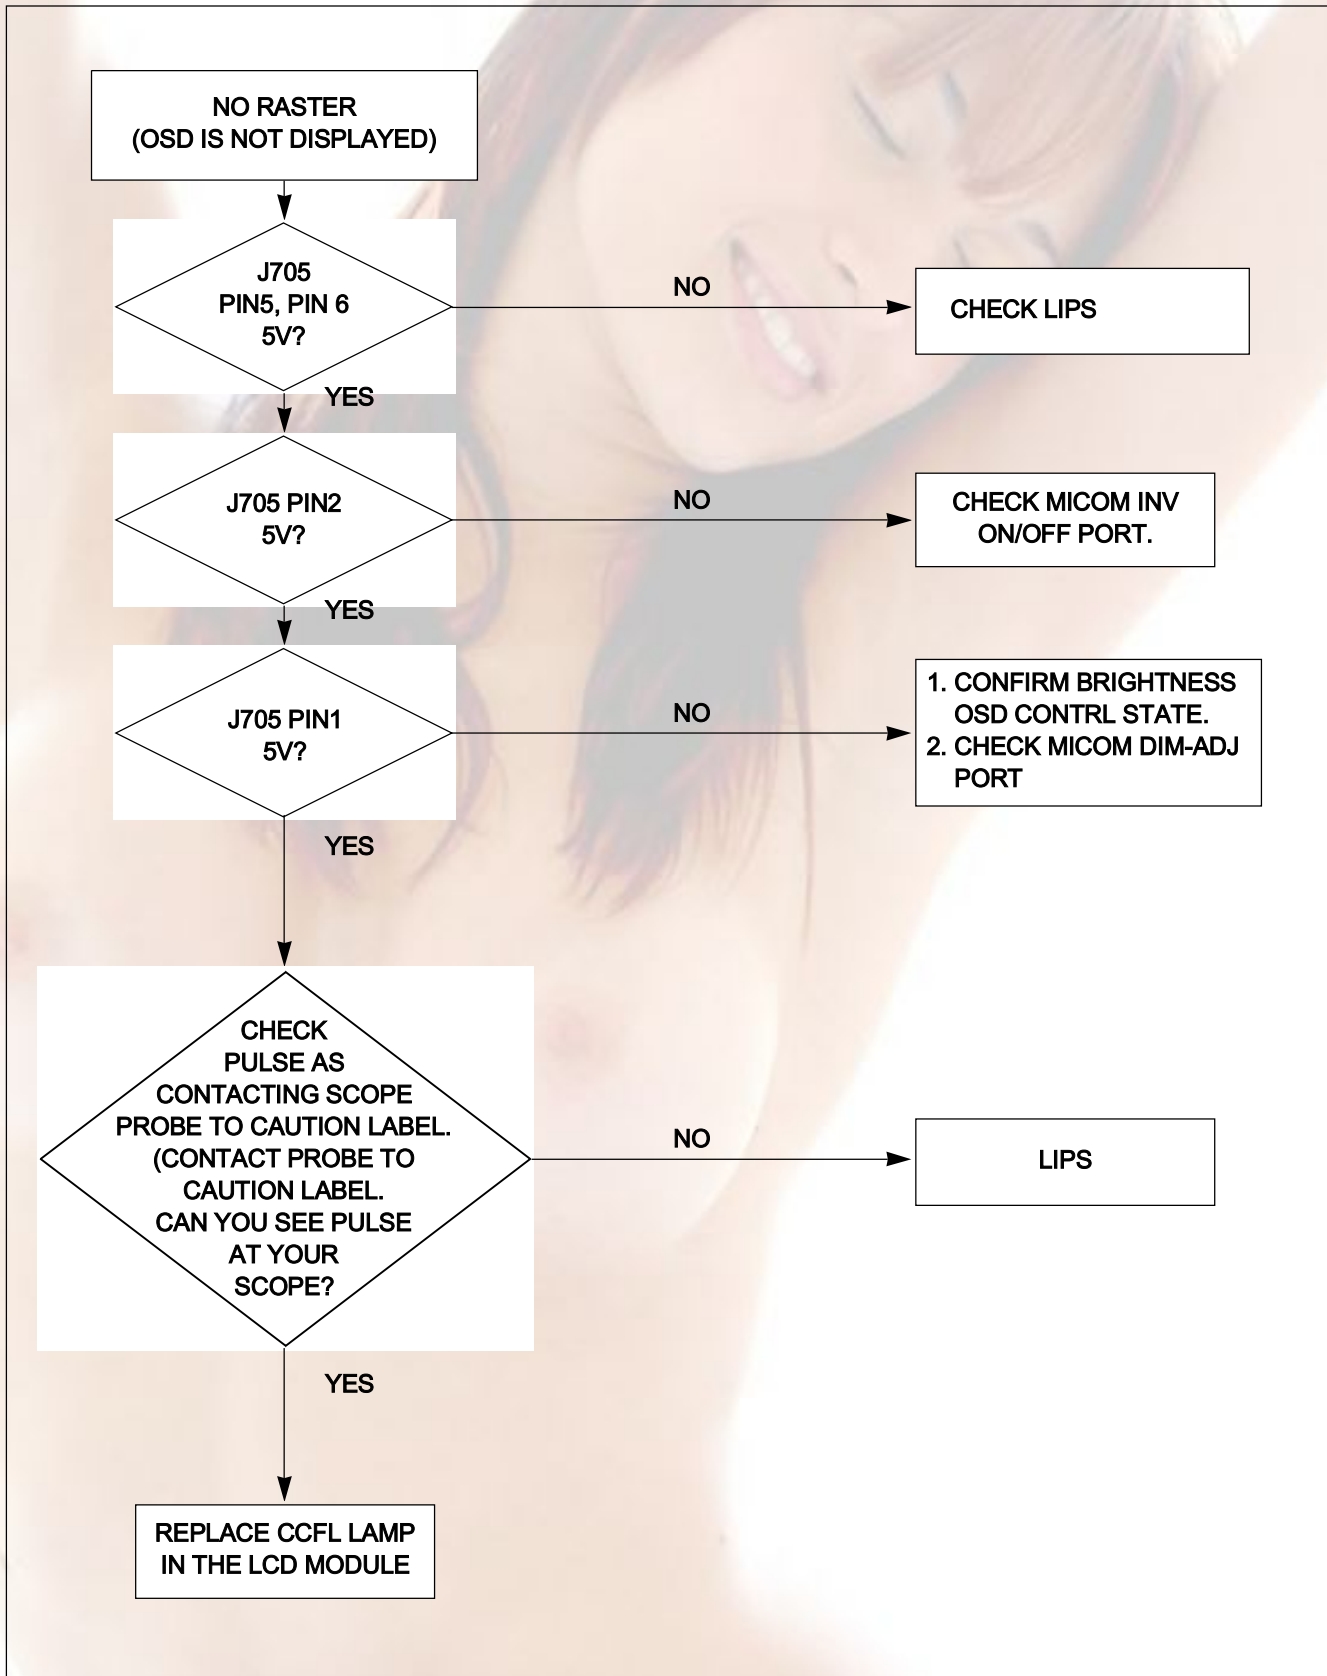 NO RASTER
(OSD IS NOT DISPLAYED)
J705
PIN5, PIN 6
5V?
NO
CHECK LIPS
YES
J705 PIN2
5V?
NO
CHECK MICOM INV
ON/OFF PORT.
YES
J705 PIN1
5V?
NO
1. CONFIRM BRIGHTNESS
OSD CONTRL STATE.
2. CHECK MICOM DIM-ADJ
PORT
YES
CHECK
PULSE AS
CONTACTING SCOPE
PROBE TO CAUTION LABEL.
(CONTACT PROBE TO
CAUTION LABEL.
CAN YOU SEE PULSE
AT YOUR
SCOPE?
NO
LIPS
YES
REPLACE CCFL LAMP
IN THE LCD MODULE